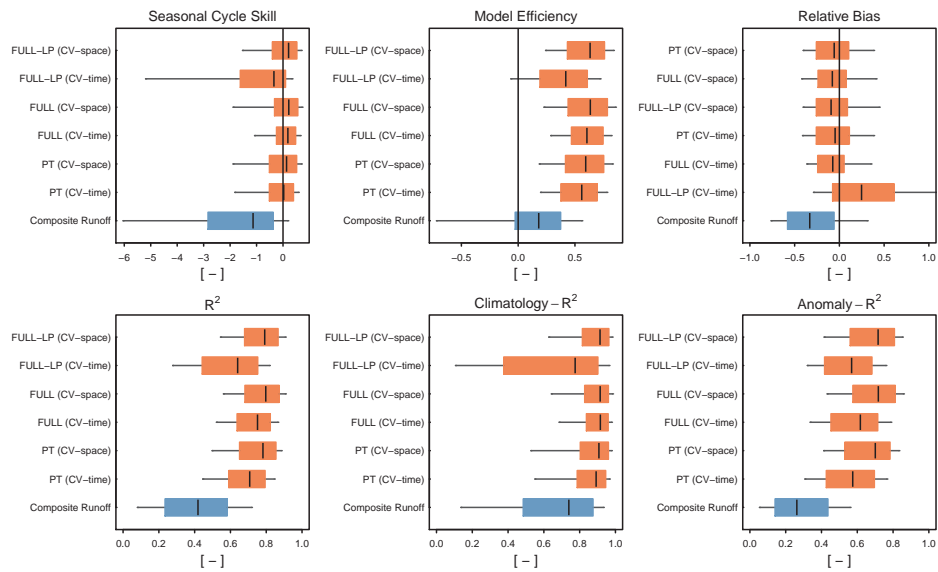 Seasonal Cycle Skill
FULL−LP (CV−space)
FULL−LP (CV−time)
FULL (CV−space)
FULL (CV−time)
PT (CV−space)
PT (CV−time)
Composite Runoff
−6 −5 −4 −3 −2 −1 0
[ − ]
Model Efficiency
FULL−LP (CV−space)
FULL−LP (CV−time)
FULL (CV−space)
FULL (CV−time)
PT (CV−space)
PT (CV−time)
Composite Runoff
−0.5 0.0 0.5
[ − ]
Relative Bias
PT (CV−space)
FULL (CV−space)
FULL−LP (CV−space)
PT (CV−time)
FULL (CV−time)
FULL−LP (CV−time)
Composite Runoff
−1.0 −0.5 0.0 0.5 1.0
[ − ]
R²
FULL−LP (CV−space)
FULL−LP (CV−time)
FULL (CV−space)
FULL (CV−time)
PT (CV−space)
PT (CV−time)
Composite Runoff
0.0 0.2 0.4 0.6 0.8 1.0
[ − ]
Climatology − R²
FULL−LP (CV−space)
FULL−LP (CV−time)
FULL (CV−space)
FULL (CV−time)
PT (CV−space)
PT (CV−time)
Composite Runoff
0.0 0.2 0.4 0.6 0.8 1.0
[ − ]
Anomaly − R²
FULL−LP (CV−space)
FULL−LP (CV−time)
FULL (CV−space)
FULL (CV−time)
PT (CV−space)
PT (CV−time)
Composite Runoff
0.0 0.2 0.4 0.6 0.8 1.0
[ − ]